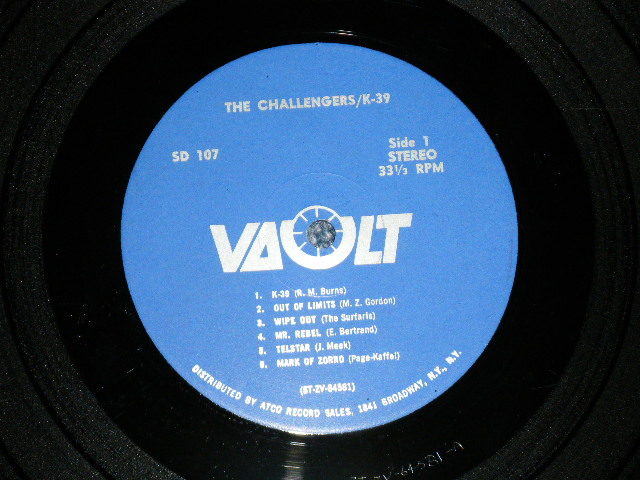 THE CHALLENGERS/K-39
SD 107
Side 1
STEREO
33⅓ RPM
VAULT
1. K-39 (R. M. Burns)
2. OUT OF LIMITS (M. Z. Gordon)
3. WIPE OUT (The Surfaris)
4. MR. REBEL (E. Bertrand)
5. TELSTAR (J. Meek)
6. MARK OF ZORRO (Page-Kaffel)
(ST-ZV-64581)
DISTRIBUTED BY ATCO RECORD SALES, 1841 BROADWAY, N.Y., N.Y.